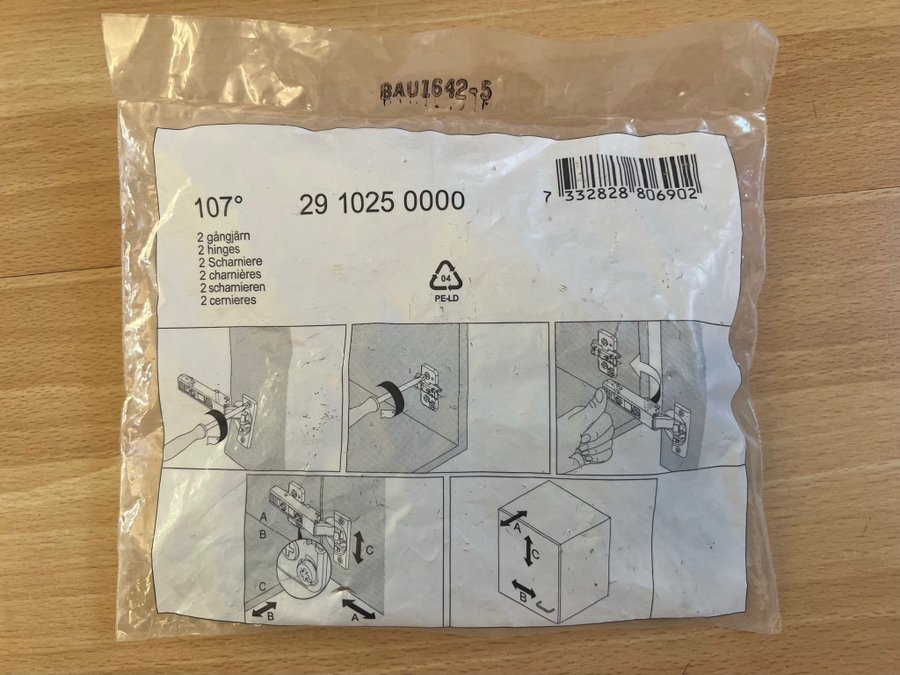 BAU1642-5
107°
29 1025 0000
7 332828 806902
2 gångjärn
2 hinges
2 Scharniere
2 charnières
2 scharnieren
2 cernieres
04
PE-LD
A
B
C
C
B
A
A
C
B